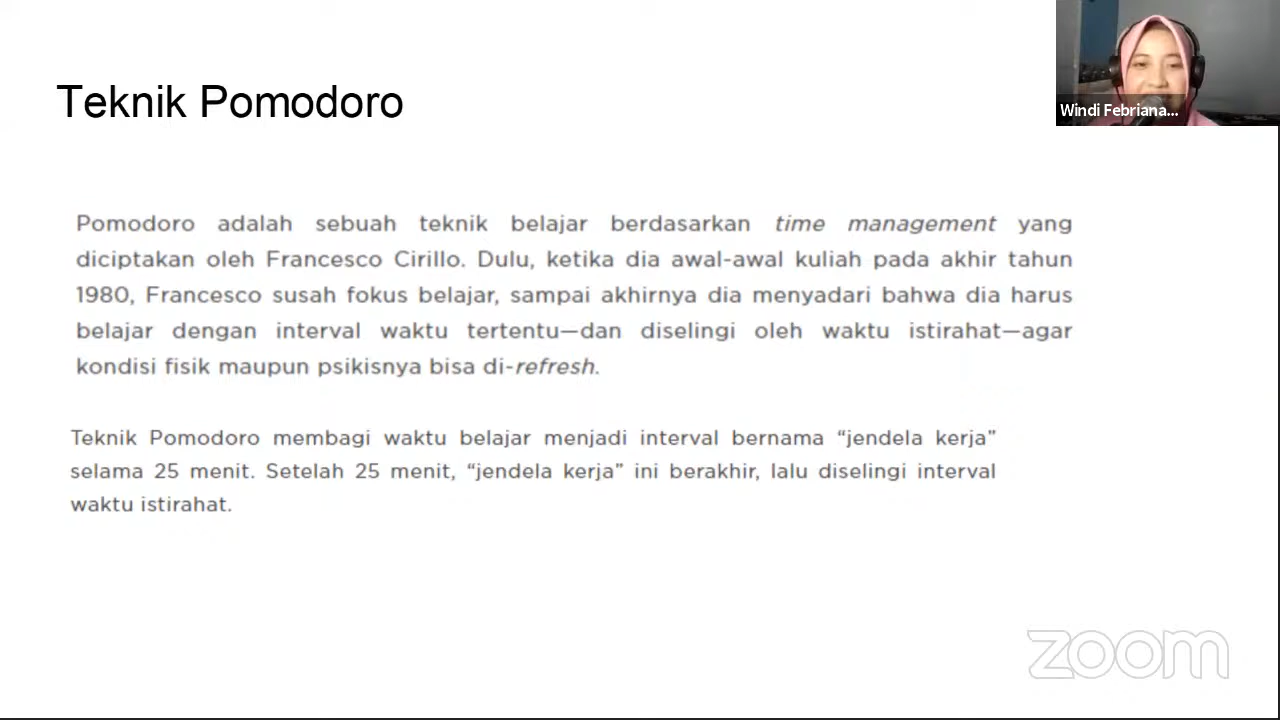 Teknik Pomodoro
Windi Febriana...
Pomodoro adalah sebuah teknik belajar berdasarkan time management yang
diciptakan oleh Francesco Cirillo. Dulu, ketika dia awal-awal kuliah pada akhir tahun
1980, Francesco susah fokus belajar, sampai akhirnya dia menyadari bahwa dia harus
belajar dengan interval waktu tertentu—dan diselingi oleh waktu istirahat—agar
kondisi fisik maupun psikisnya bisa di-refresh.
Teknik Pomodoro membagi waktu belajar menjadi interval bernama “jendela kerja”
selama 25 menit. Setelah 25 menit, “jendela kerja” ini berakhir, lalu diselingi interval
waktu istirahat.
zoom